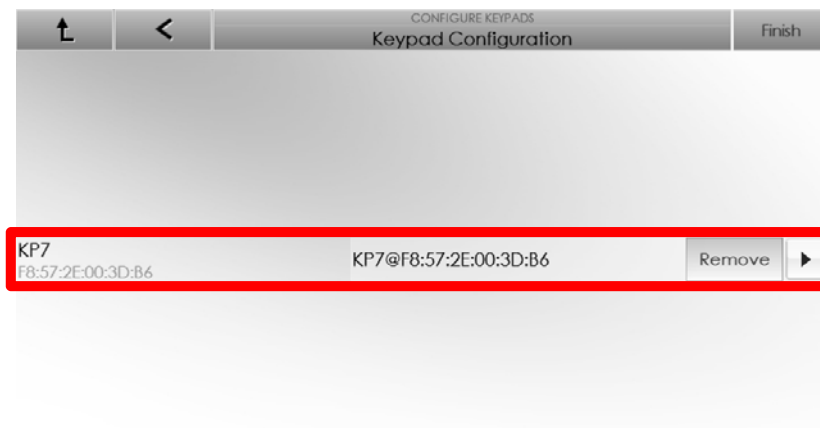 CONFIGURE KEYPADS
Keypad Configuration
Finish
KP7
F8:57:2E:00:3D:B6
KP7@F8:57:2E:00:3D:B6
Remove